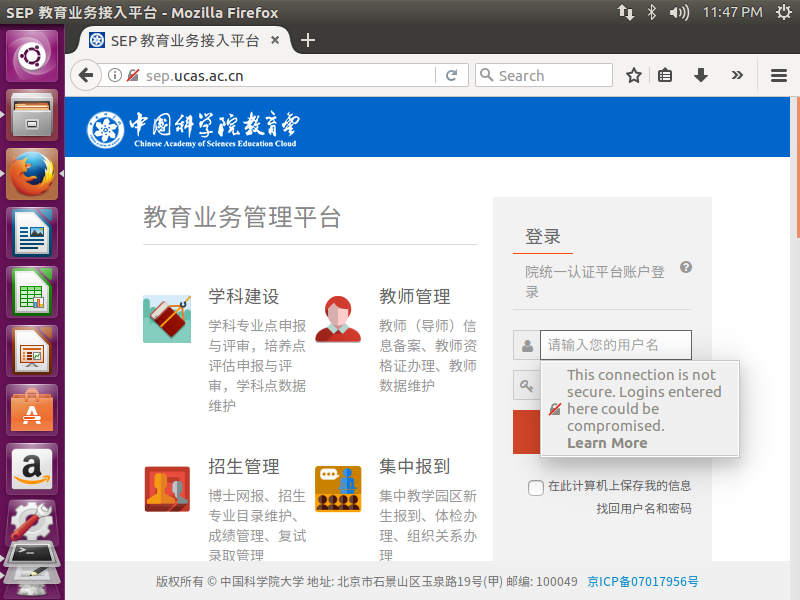 SEP 教育业务接入平台 - Mozilla Firefox
11:47 PM
SEP 教育业务接入平台
sep.ucas.ac.cn
Search
中国科学院教育云
Chinese Academy of Sciences Education Cloud
教育业务管理平台
学科建设
学科专业点申报
与评审，培养点
评估申报与评
审，学科点数据
维护
教师管理
教师（导师）信
息备案、教师资
格证办理、教师
数据维护
招生管理
博士网报、招生
专业目录维护、
成绩管理、复试
录取管理
集中报到
集中教学园区新
生报到、体检办
理、组织关系办
理
登录
院统一认证平台账户登
录
请输入您的用户名
This connection is not
secure. Logins entered
here could be
compromised.
Learn More
在此计算机上保存我的信息
找回用户名和密码
版权所有 © 中国科学院大学 地址: 北京市石景山区玉泉路19号(甲) 邮编: 100049 京ICP备07017956号